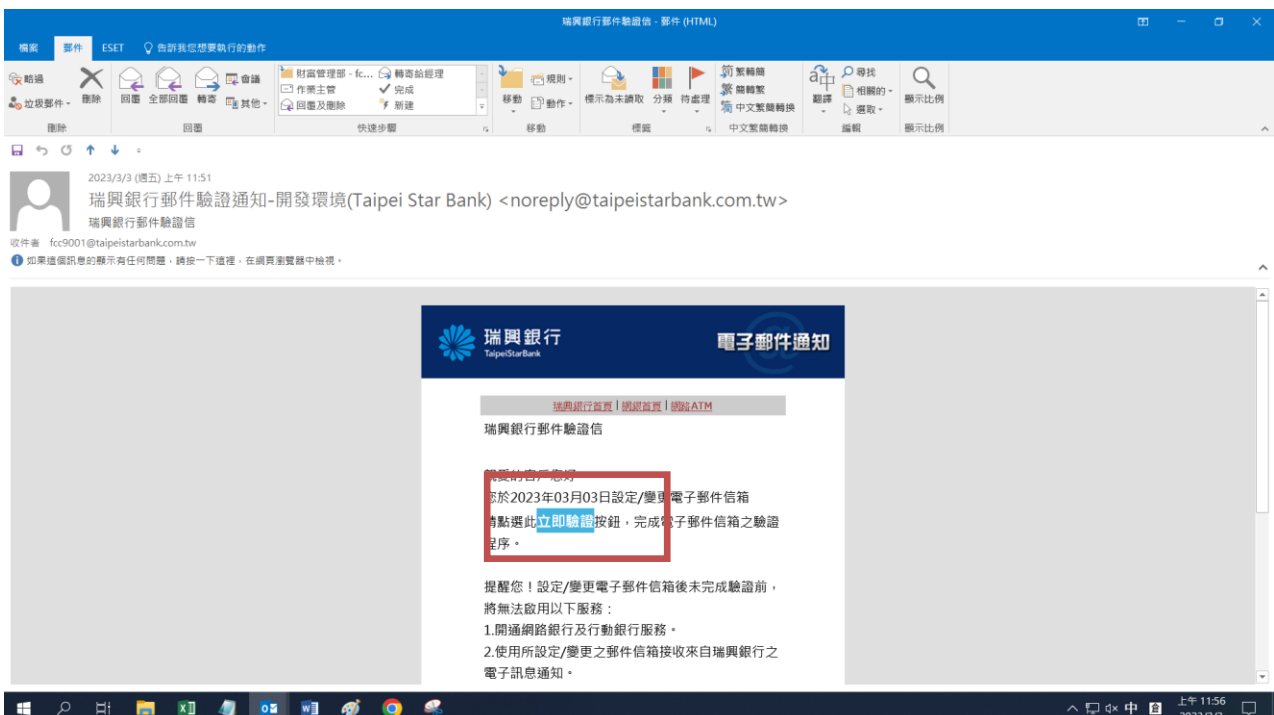 瑞興銀行郵件驗證信 - 郵件 (HTML)
檔案 郵件 ESET 告訴我您想要執行的動作
略過
垃圾郵件
刪除
回覆 全部回覆 轉寄
會議
其他
財富管理部 - fc... 轉寄給經理
作業主管 完成
回覆及刪除 新建
移動
規則
動作
標示為未讀取 分類 待處理
简 繁轉簡
繁 簡轉繁
简 中文繁簡轉換
翻譯
尋找
相關的
選取
顯示比例
刪除 回覆 快速步驟 移動 標籤 中文繁簡轉換 編輯 顯示比例
2023/3/3 (週五) 上午 11:51
瑞興銀行郵件驗證通知-開發環境(Taipei Star Bank) <noreply@taipeistarbank.com.tw>
瑞興銀行郵件驗證信
收件者 fcc9001@taipeistarbank.com.tw
如果這個訊息的顯示有任何問題,請按一下這裡,在網頁瀏覽器中檢視。
瑞興銀行
TaipeiStarBank
電子郵件通知
瑞興銀行首頁 | 網銀首頁 | 網路ATM
瑞興銀行郵件驗證信
親愛的客戶您好
您於2023年03月03日設定/變更電子郵件信箱
請點選此立即驗證按鈕,完成電子郵件信箱之驗證
程序。
提醒您!設定/變更電子郵件信箱後未完成驗證前,
將無法啟用以下服務:
1.開通網路銀行及行動銀行服務。
2.使用所設定/變更之郵件信箱接收來自瑞興銀行之
電子訊息通知。
中 上午 11:56
2023/3/3